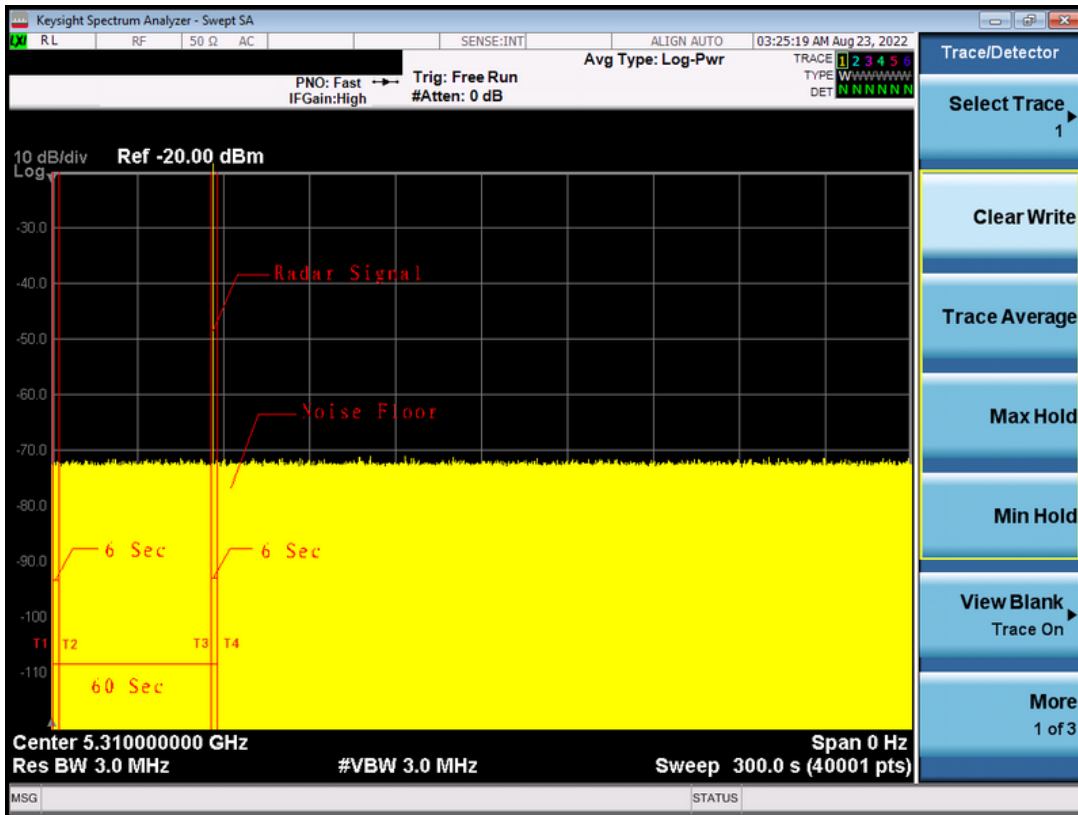 Keysight Spectrum Analyzer - Swept SA
LXI RL RF 50 Ω AC SENSE:INT ALIGN AUTO 03:25:19 AM Aug 23, 2022
Avg Type: Log-Pwr TRACE 1 2 3 4 5 6
PNO: Fast Trig: Free Run TYPE WWWWWW
IFGain:High #Atten: 0 dB DET N N N N N N
10 dB/div Ref -20.00 dBm
Log
-30.0
Radar Signal
-40.0
-50.0
-60.0
Noise Floor
-70.0
-80.0
6 Sec 6 Sec
-90.0
-100
T1 T2 T3 T4
-110
60 Sec
Center 5.310000000 GHz Span 0 Hz
Res BW 3.0 MHz #VBW 3.0 MHz Sweep 300.0 s (40001 pts)
MSG STATUS
Trace/Detector
Select Trace
1
Clear Write
Trace Average
Max Hold
Min Hold
View Blank
Trace On
More
1 of 3